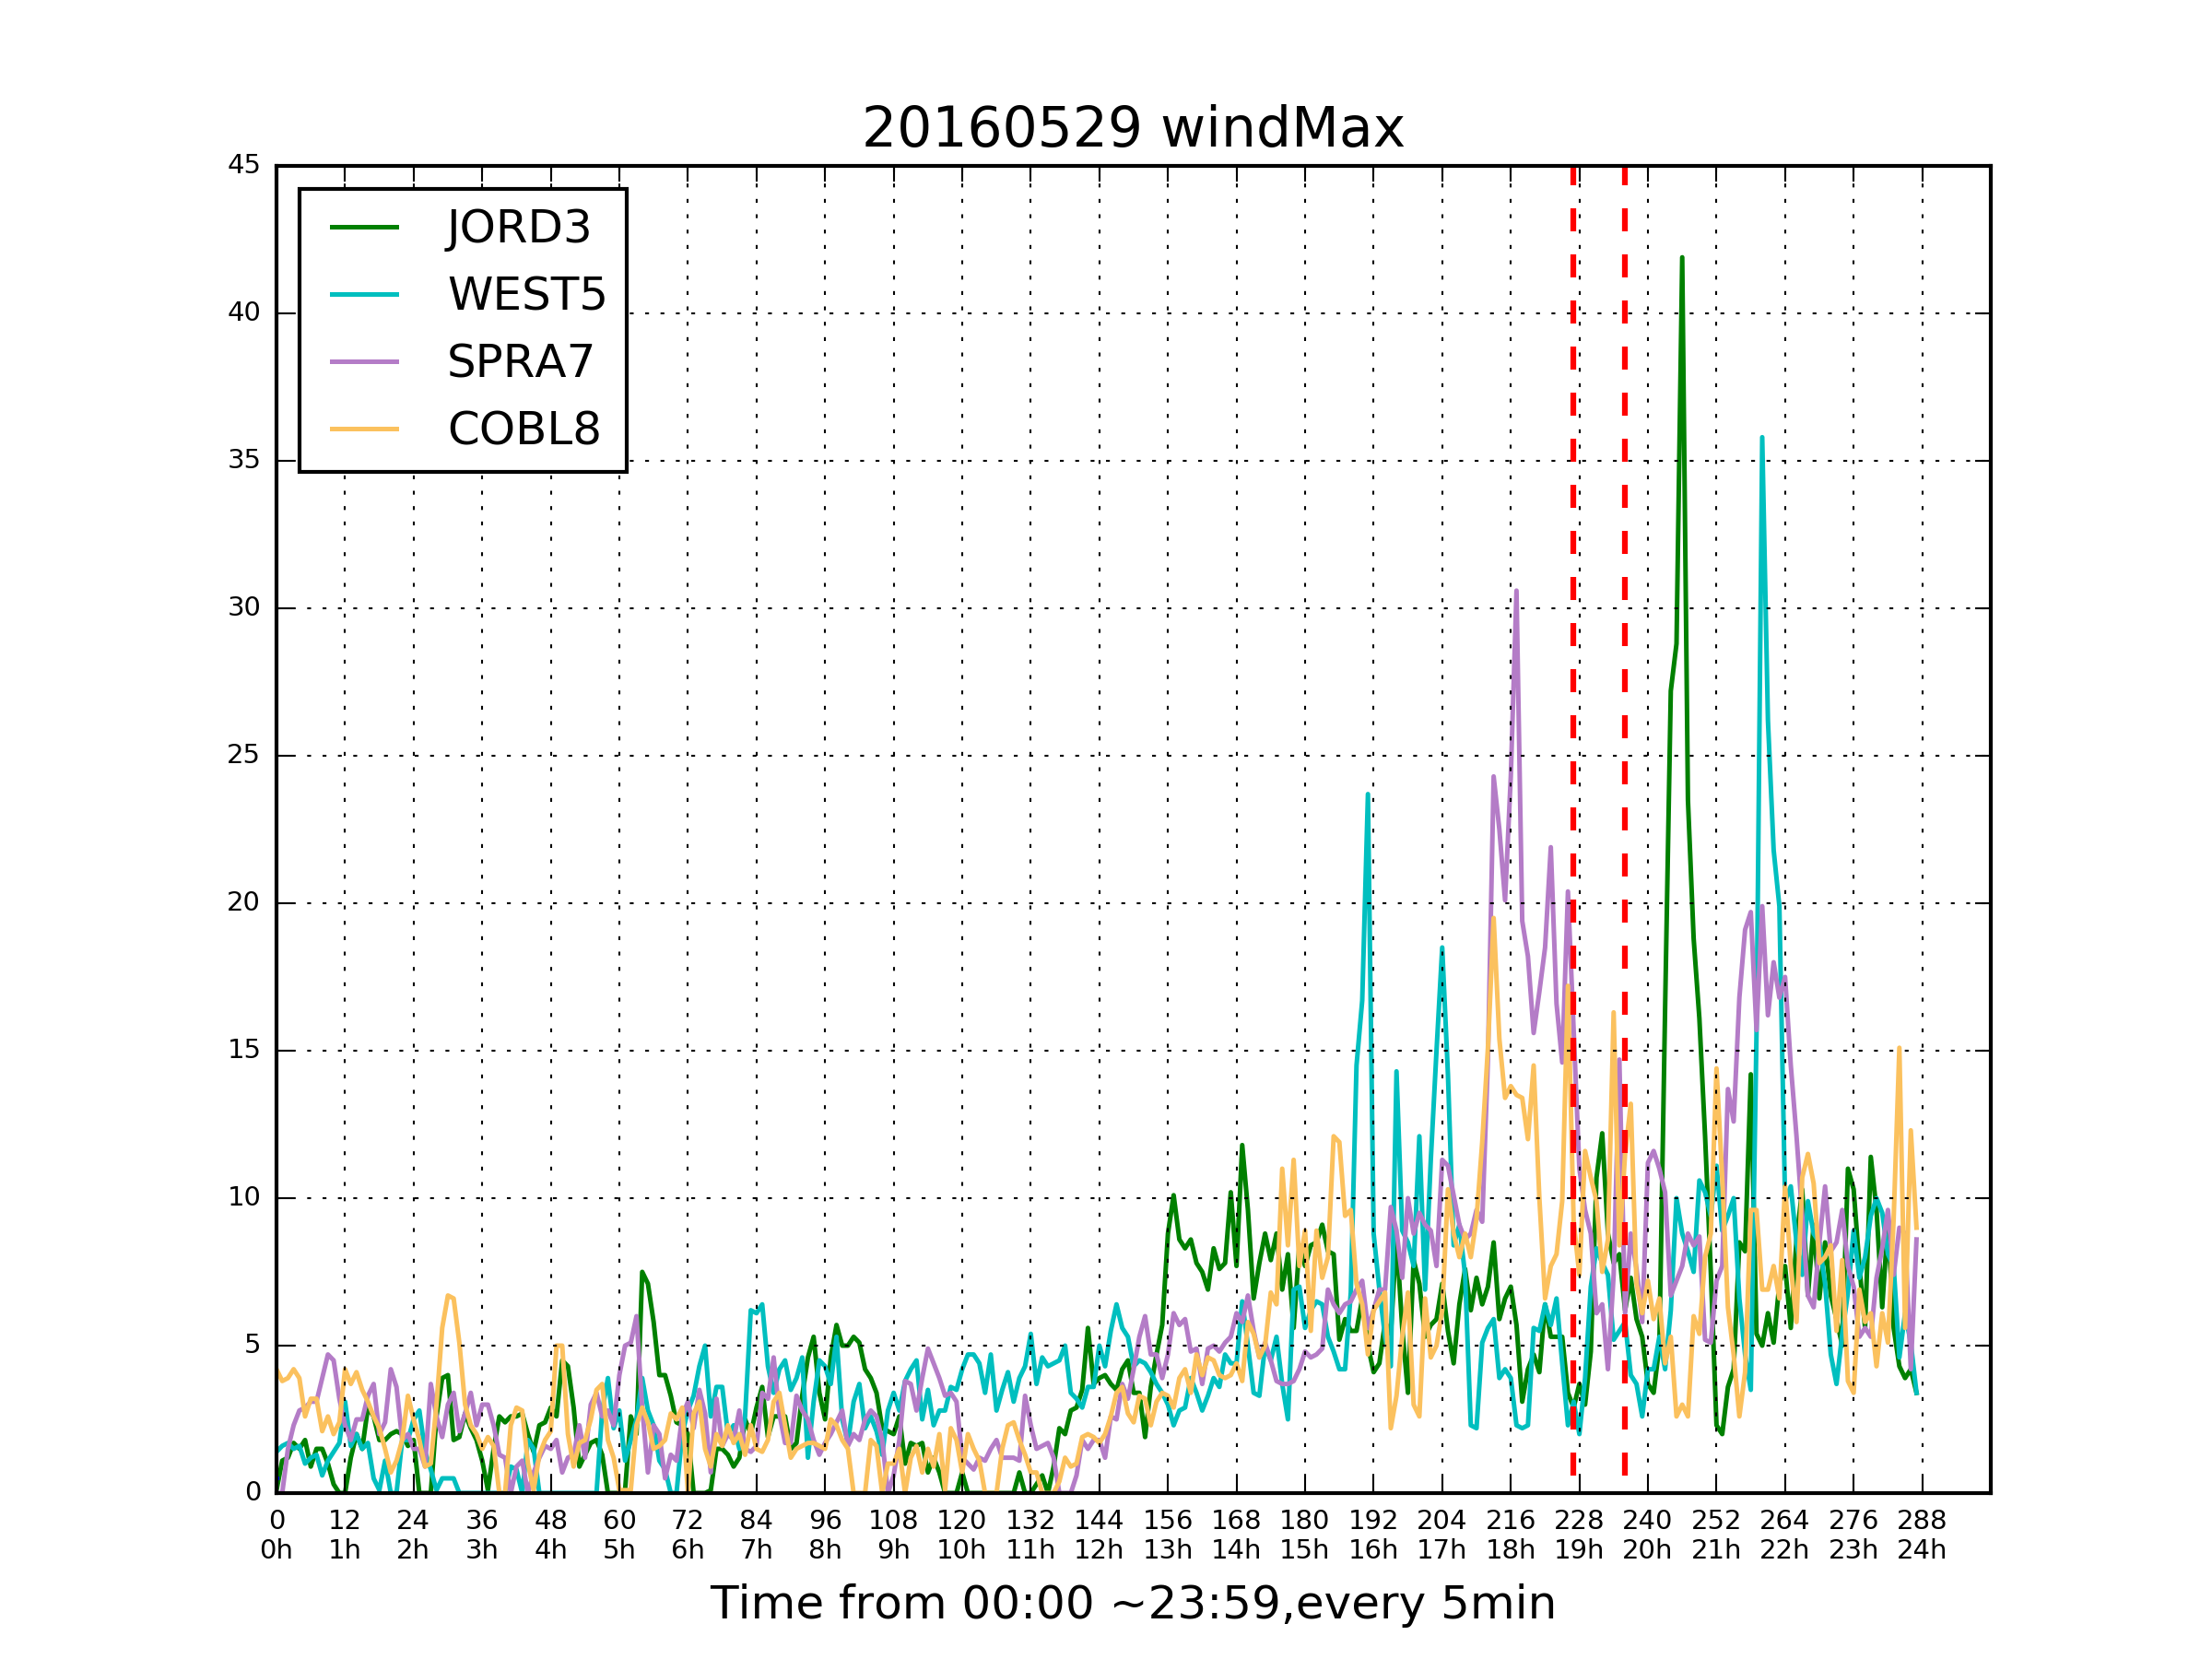 20160529 windMax
45
40
35
30
25
20
15
10
5
0
JORD3
WEST5
SPRA7
COBL8
0 12 24 36 48 60 72 84 96 108 120 132 144 156 168 180 192 204 216 228 240 252 264 276 288
0h 1h 2h 3h 4h 5h 6h 7h 8h 9h 10h 11h 12h 13h 14h 15h 16h 17h 18h 19h 20h 21h 22h 23h 24h
Time from 00:00 ~23:59,every 5min